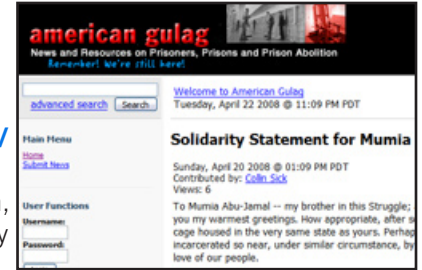 american gulag
News and Resources on Prisoners, Prisons and Prison Abolition
Remember! We're still here!
advanced search Search
Welcome to American Gulag
Tuesday, April 22 2008 @ 11:09 PM PDT
Main Menu
Home
Submit News
User Functions
Username:
Password:
Solidarity Statement for Mumia
Sunday, April 20 2008 @ 01:09 PM PDT
Contributed by: Colin Sick
Views: 6
To Mumia Abu-Jamal -- my brother in this Struggle;
you my warmest greetings. How appropriate, after
cage housed in the very same state as yours.
incarcerated so near, under similar circumstance, by
love of our people.